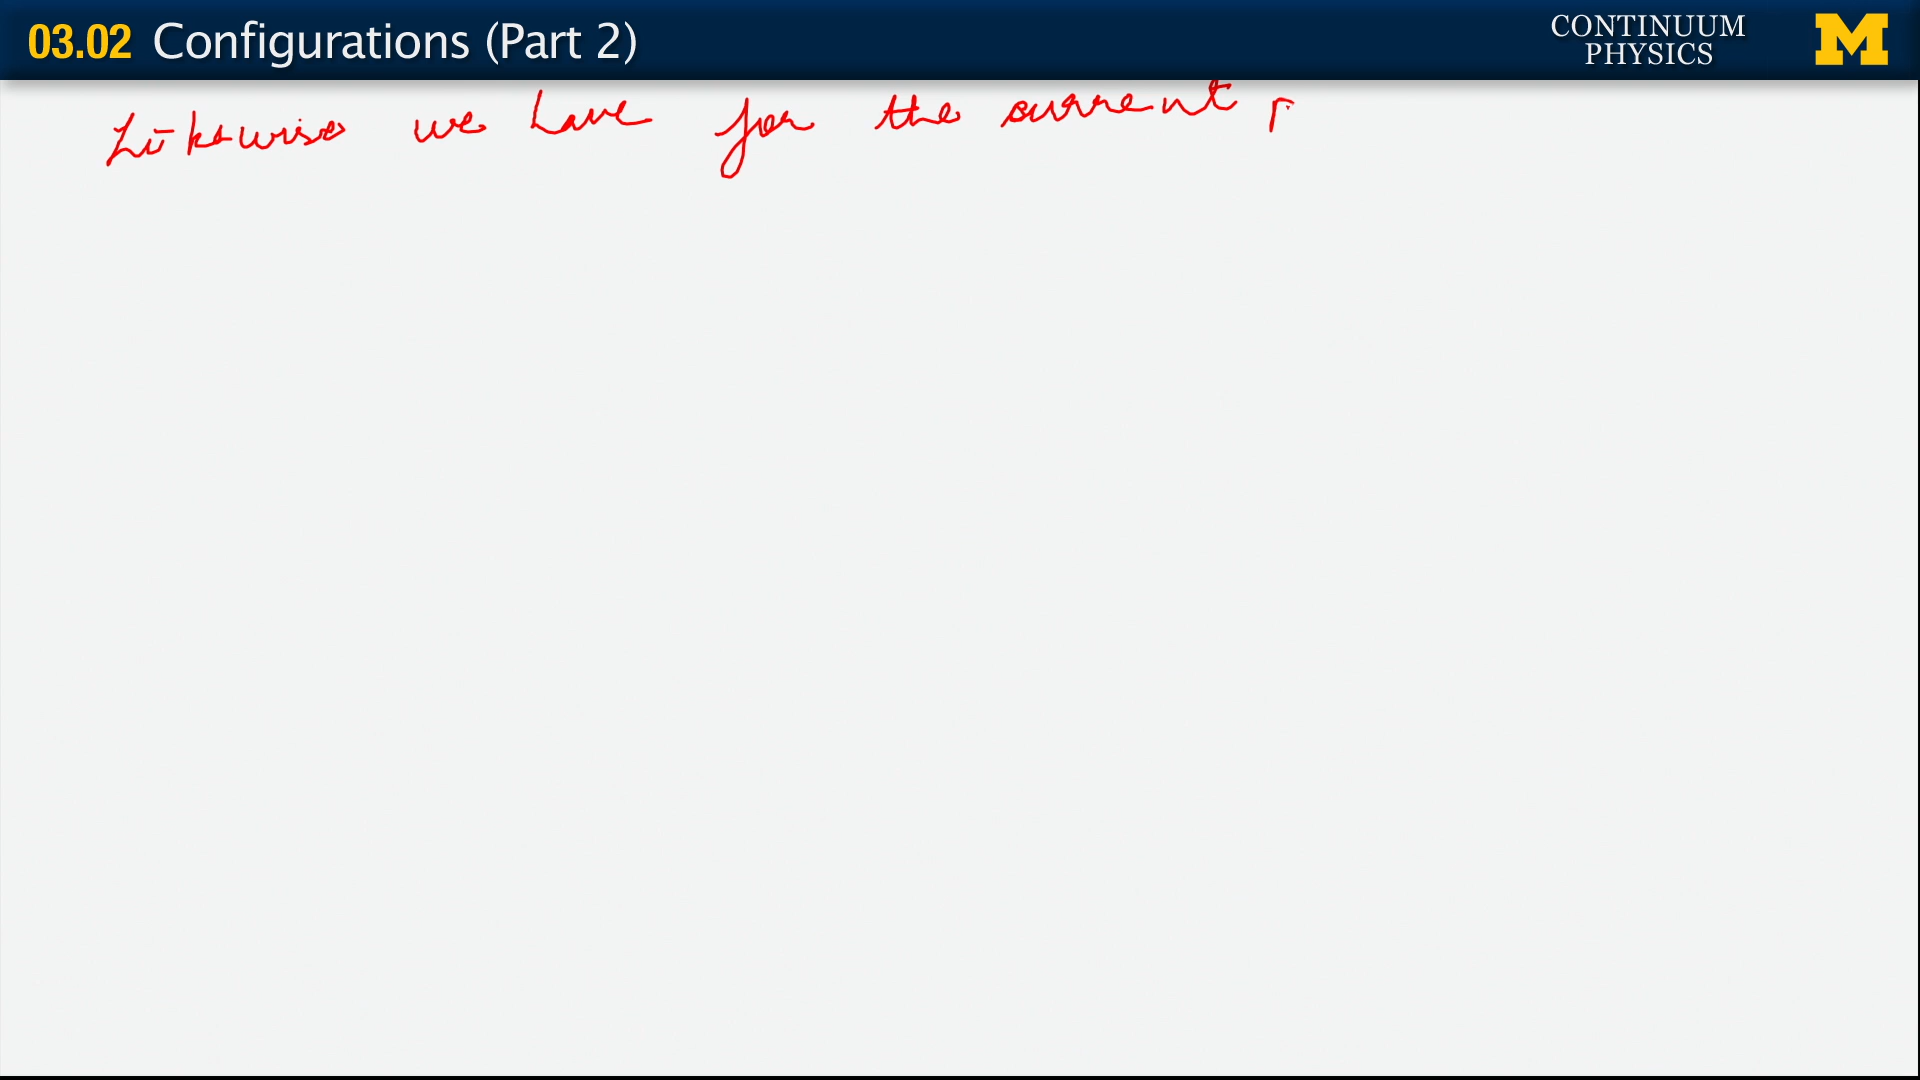 03.02 Configurations (Part 2)
CONTINUUM
PHYSICS
M
Likewise we have for the current